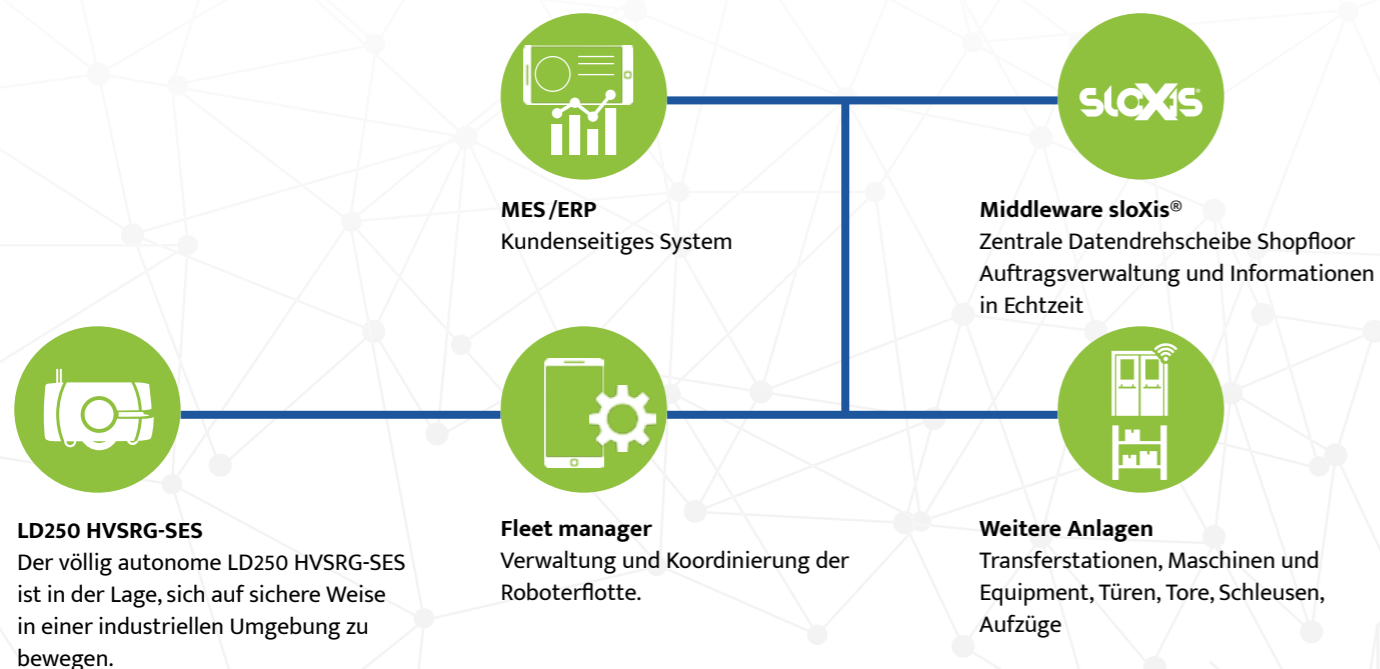 sloXis
MES/ERP
Kundenseitiges System
Middleware sloXis®
Zentrale Datendrehscheibe Shopfloor
Auftragsverwaltung und Informationen
in Echtzeit
LD250 HVSRG-SES
Der völlig autonome LD250 HVSRG-SES
ist in der Lage, sich auf sichere Weise
in einer industriellen Umgebung zu
bewegen.
Fleet manager
Verwaltung und Koordinierung der
Roboterflotte.
Weitere Anlagen
Transferstationen, Maschinen und
Equipment, Türen, Tore, Schleusen,
Aufzüge